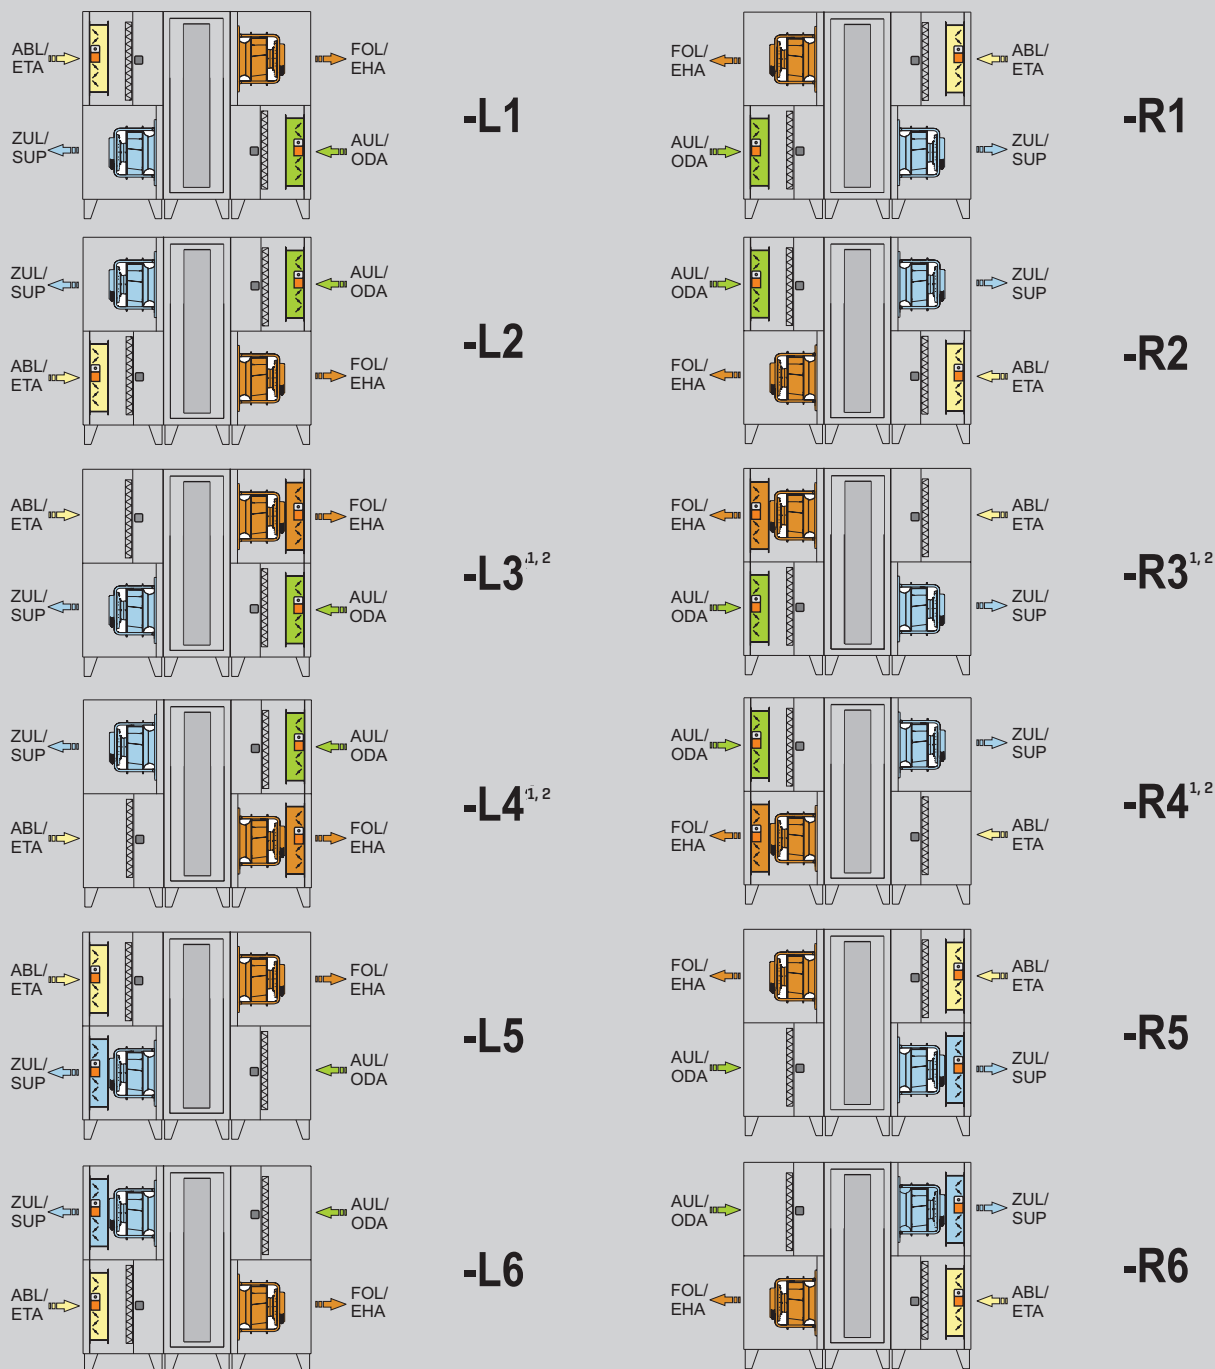 ABL/
ETA
FOL/
EHA
ZUL/
SUP
AUL/
ODA
-L1
FOL/
EHA
ABL/
ETA
AUL/
ODA
ZUL/
SUP
-R1
ZUL/
SUP
AUL/
ODA
ABL/
ETA
FOL/
EHA
-L2
AUL/
ODA
ZUL/
SUP
FOL/
EHA
ABL/
ETA
-R2
ABL/
ETA
FOL/
EHA
ZUL/
SUP
AUL/
ODA
-L3 1, 2
FOL/
EHA
ABL/
ETA
AUL/
ODA
ZUL/
SUP
-R3 1, 2
ZUL/
SUP
AUL/
ODA
ABL/
ETA
FOL/
EHA
-L4 1, 2
AUL/
ODA
ZUL/
SUP
FOL/
EHA
ABL/
ETA
-R4 1, 2
ABL/
ETA
FOL/
EHA
ZUL/
SUP
AUL/
ODA
-L5
FOL/
EHA
ABL/
ETA
AUL/
ODA
ZUL/
SUP
-R5
ZUL/
SUP
AUL/
ODA
ABL/
ETA
FOL/
EHA
-L6
AUL/
ODA
ZUL/
SUP
FOL/
EHA
ABL/
ETA
-R6